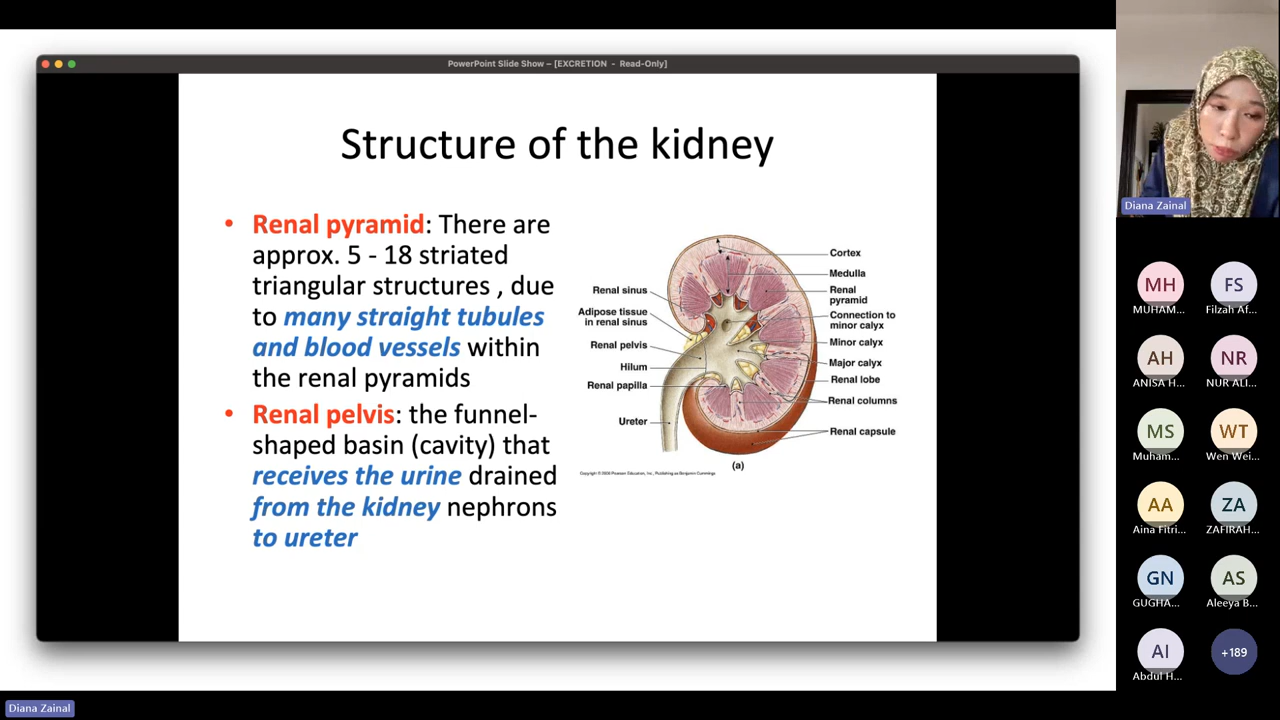 PowerPoint Slide Show – [EXCRETION - Read-Only]
Structure of the kidney
• Renal pyramid: There are
approx. 5 - 18 striated
triangular structures , due
to many straight tubules
and blood vessels within
the renal pyramids
• Renal pelvis: the funnel-
shaped basin (cavity) that
receives the urine drained
from the kidney nephrons
to ureter
Renal sinus
Adipose tissue
in renal sinus
Renal pelvis
Hilum
Renal papilla
Ureter
Cortex
Medulla
Renal
pyramid
Connection to
minor calyx
Minor calyx
Major calyx
Renal lobe
Renal columns
Renal capsule
(a)
Diana Zainal
MH
MUHAM...
FS
Filzah Af...
AH
ANISA H...
NR
NUR ALI...
MS
Muham...
WT
Wen Wei...
AA
Aina Fitri...
ZA
ZAFIRAH...
GN
GUGHA...
AS
Aleeya B...
AI
Abdul H...
+189
Diana Zainal